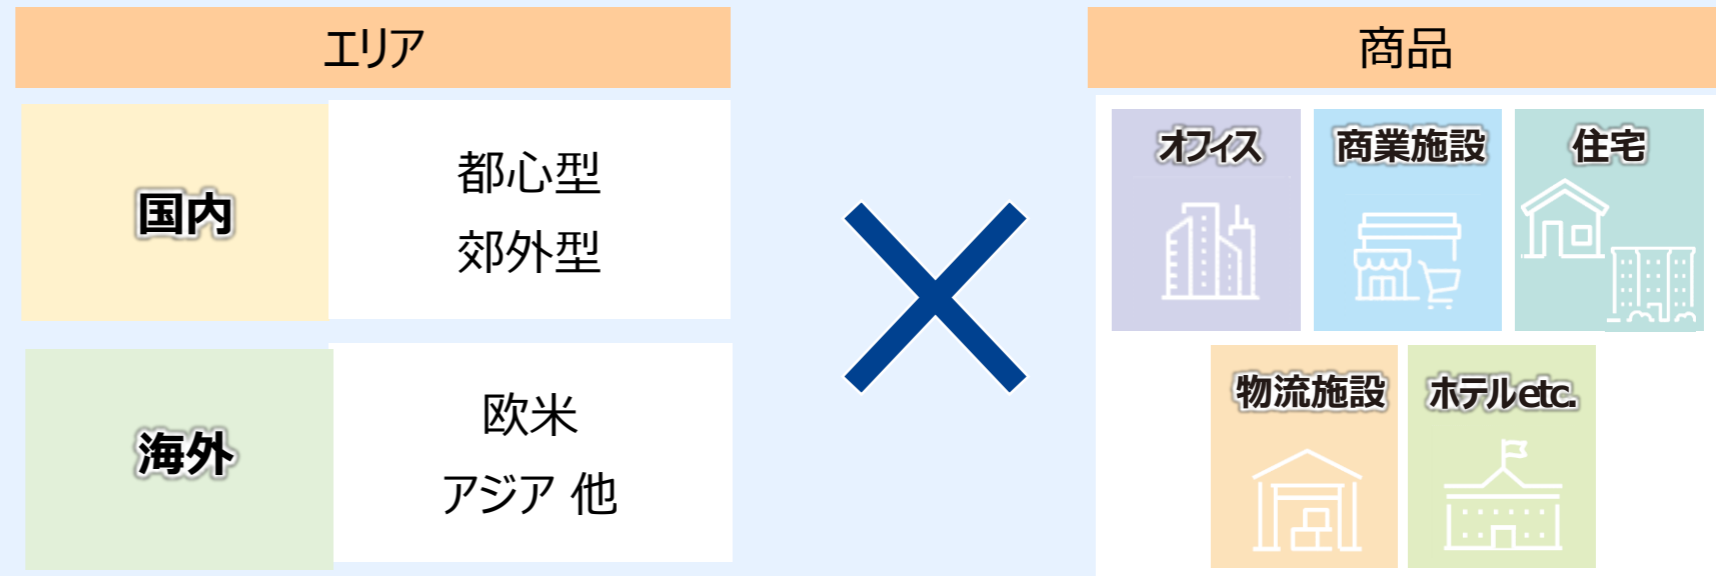 エリア
国内
都心型
郊外型
海外
欧米
アジア 他
商品
オフィス
商業施設
住宅
物流施設
ホテルetc.